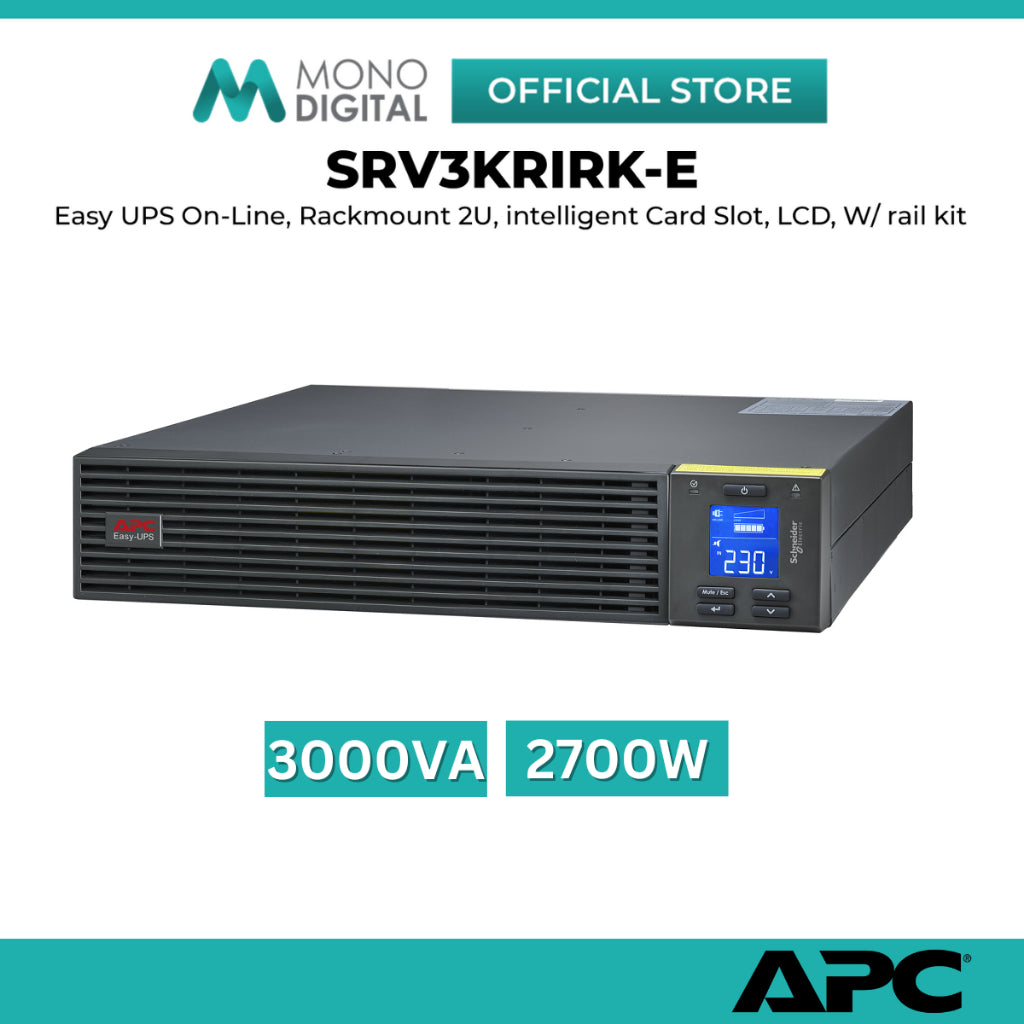 MONO
DIGITAL
OFFICIAL STORE
SRV3KRIRK-E
Easy UPS On-Line, Rackmount 2U, intelligent Card Slot, LCD, W/ rail kit
APC
Easy-UPS
IN
230
V
Schneider
Electric
Mute / Esc
3000VA
2700W
APC®